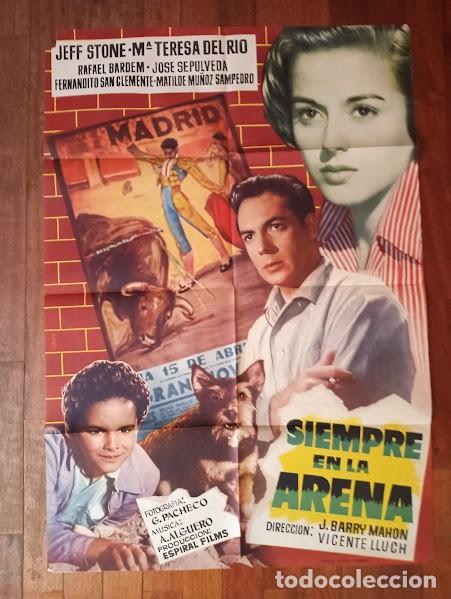 JEFF STONE - Mª TERESA DEL RIO
RAFAEL BARDEM - JOSE SEPULVEDA
FERNANDITO SAN CLEMENTE - MATILDE MUÑOZ SAMPEDRO
MADRID
15 DE ABR
SIEMPRE
EN LA
ARENA
DIRECCION: J. BARRY MAHON
VICENTE LLUCH
FOTOGRAFIA:
G. PACHECO
MUSICA:
A. ALGUERO
PRODUCCION:
ESPIRAL FILMS
todocoleccion